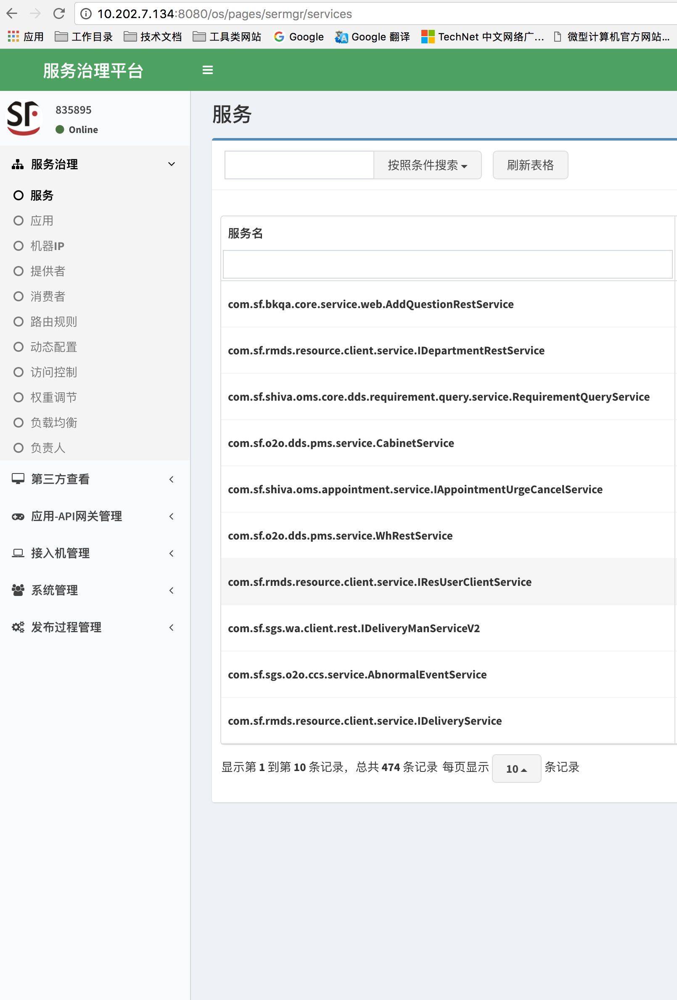 10.202.7.134:8080/os/pages/sermgr/services
应用 工作目录 技术文档 工具类网站 Google Google 翻译 TechNet 中文网络广... 微型计算机官方网站...
服务治理平台
SF
835895
Online
服务治理
服务
应用
机器IP
提供者
消费者
路由规则
动态配置
访问控制
权重调节
负载均衡
负责人
第三方查看
应用-API网关管理
接入机管理
系统管理
发布过程管理
服务
按照条件搜索 刷新表格
服务名
com.sf.bkqa.core.service.web.AddQuestionRestService
com.sf.rmds.resource.client.service.IDepartmentRestService
com.sf.shiva.oms.core.dds.requirement.query.service.RequirementQueryService
com.sf.o2o.dds.pms.service.CabinetService
com.sf.shiva.oms.appointment.service.IAppointmentUrgeCancelService
com.sf.o2o.dds.pms.service.WhRestService
com.sf.rmds.resource.client.service.IResUserClientService
com.sf.sgs.wa.client.rest.IDeliveryManServiceV2
com.sf.sgs.o2o.ccs.service.AbnormalEventService
com.sf.rmds.resource.client.service.IDeliveryService
显示第 1 到第 10 条记录，总共 474 条记录 每页显示 10 条记录